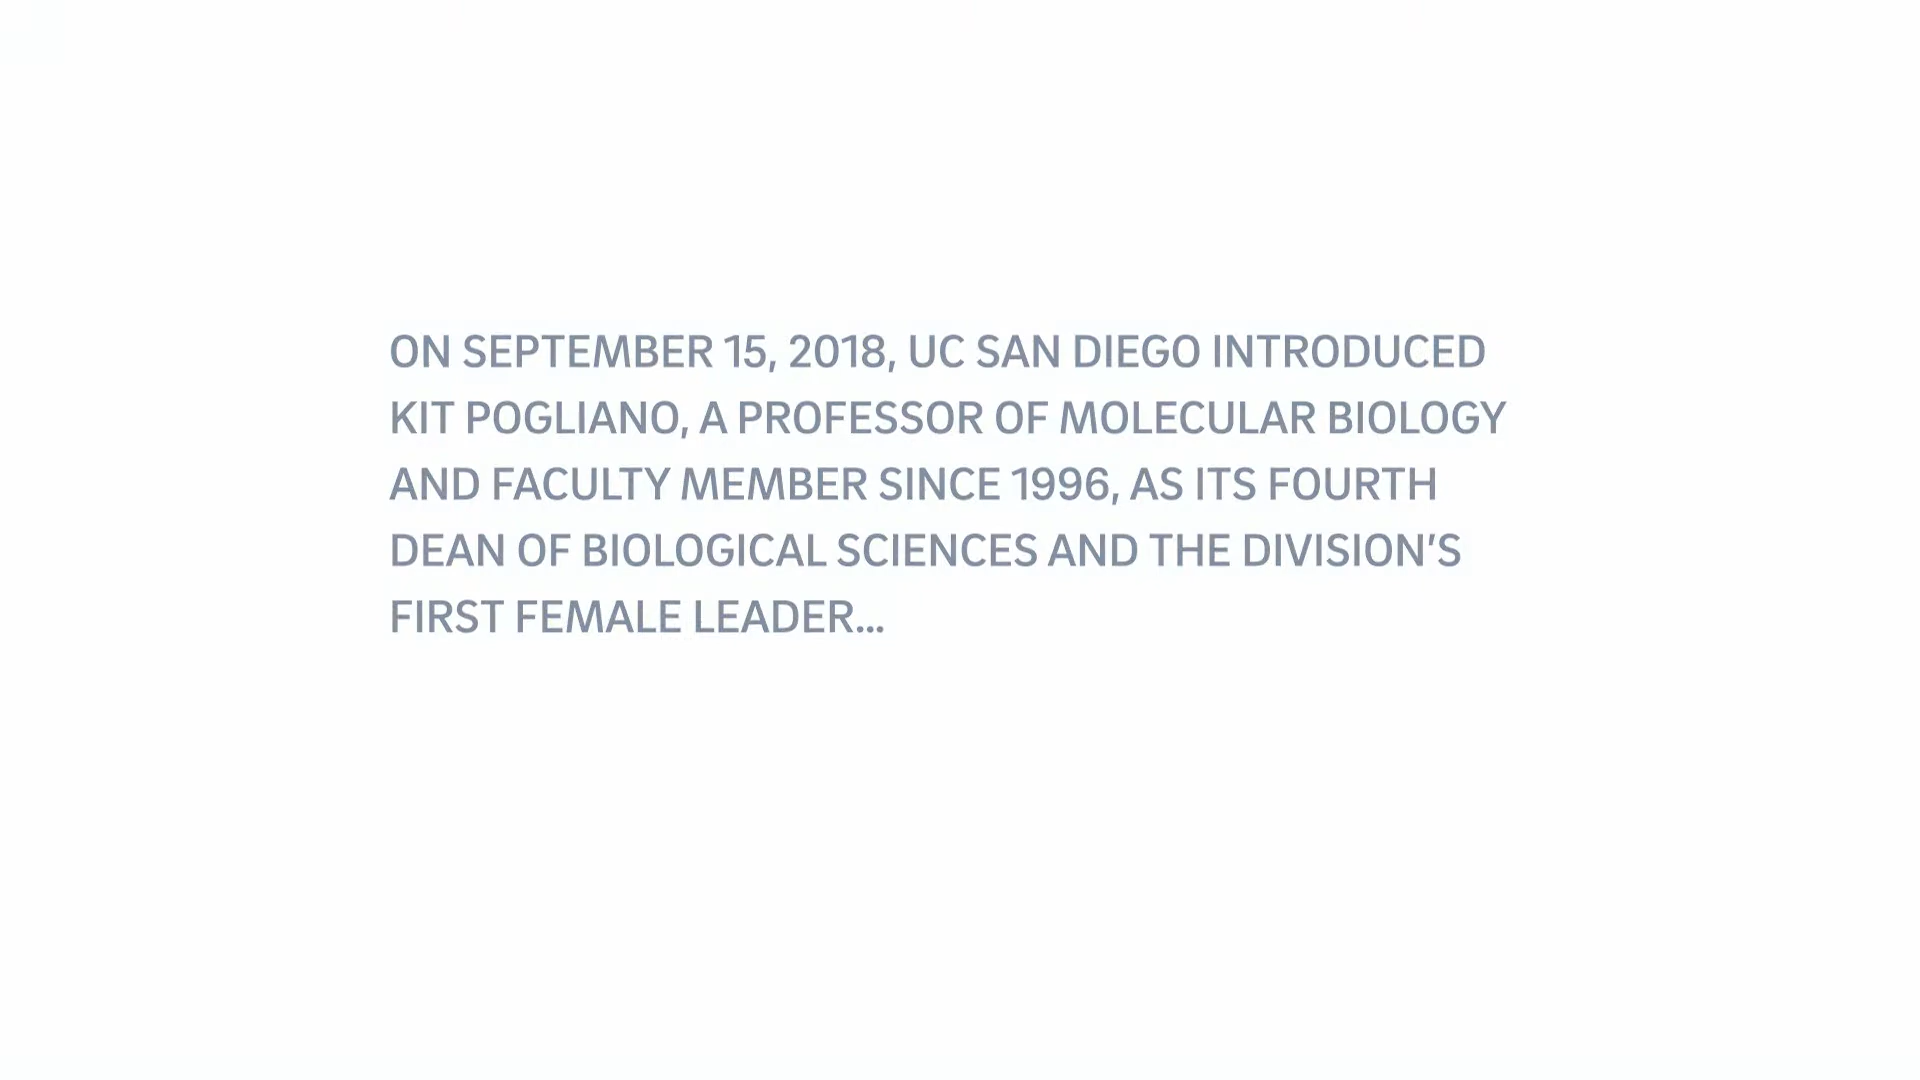 ON SEPTEMBER 15, 2018, UC SAN DIEGO INTRODUCED
KIT POGLIANO, A PROFESSOR OF MOLECULAR BIOLOGY
AND FACULTY MEMBER SINCE 1996, AS ITS FOURTH
DEAN OF BIOLOGICAL SCIENCES AND THE DIVISION'S
FIRST FEMALE LEADER...